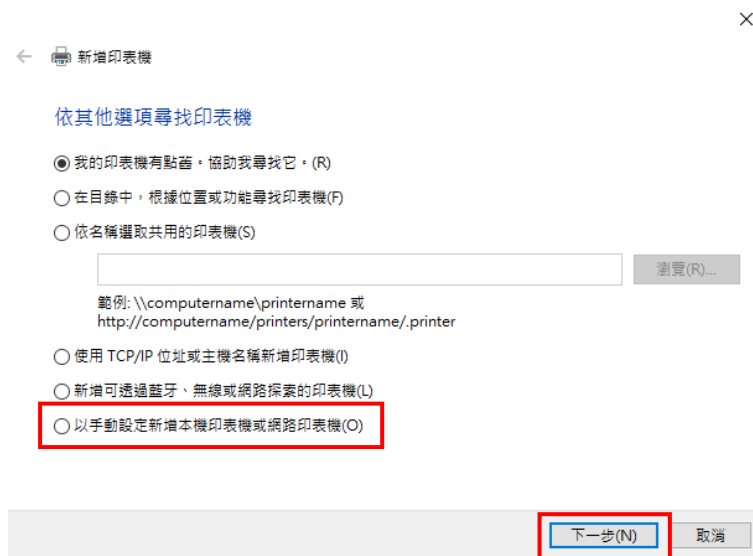 新增印表機
依其他選項尋找印表機
我的印表機有點舊。協助我尋找它。(R)
在目錄中，根據位置或功能尋找印表機(F)
依名稱選取共用的印表機(S)
瀏覽(R)...
範例: \\computername\printername 或
http://computername/printers/printername/.printer
使用 TCP/IP 位址或主機名稱新增印表機(I)
新增可透過藍牙、無線或網路探索的印表機(L)
以手動設定新增本機印表機或網路印表機(O)
下一步(N) 取消